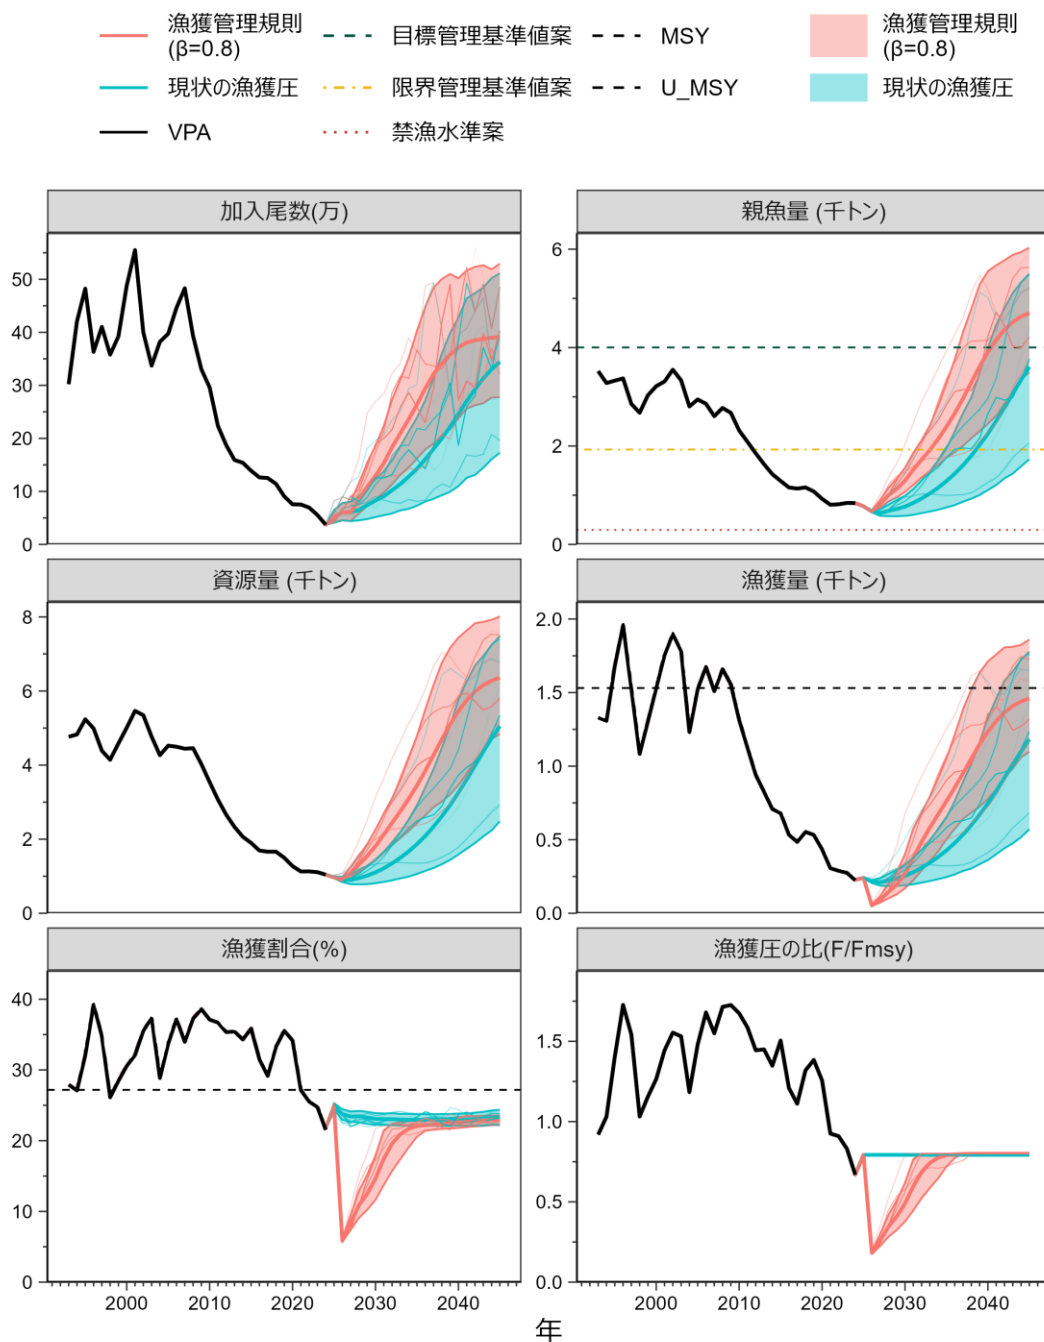 漁獲管理規則
(β=0.8)
目標管理基準値案
MSY
漁獲管理規則
(β=0.8)
現状の漁獲圧
限界管理基準値案
U_MSY
現状の漁獲圧
VPA
禁漁水準案
加入尾数(万)
50
40
30
20
10
0
親魚量 (千トン)
6
4
2
0
資源量 (千トン)
8
6
4
2
0
漁獲量 (千トン)
2.0
1.5
1.0
0.5
0.0
漁獲割合(%)
40
30
20
10
0
2000 2010 2020 2030 2040
漁獲圧の比(F/Fmsy)
1.5
1.0
0.5
0.0
2000 2010 2020 2030 2040
年